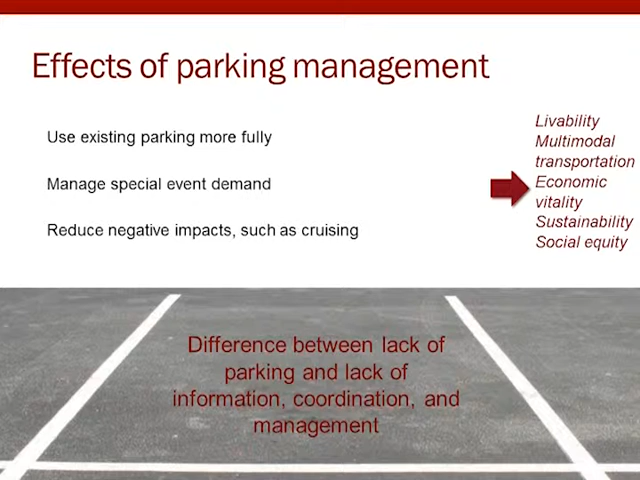 Effects of parking management
Use existing parking more fully
Manage special event demand
Reduce negative impacts, such as cruising
Livability
Multimodal
transportation
Economic
vitality
Sustainability
Social equity
Difference between lack of
parking and lack of
information, coordination, and
management